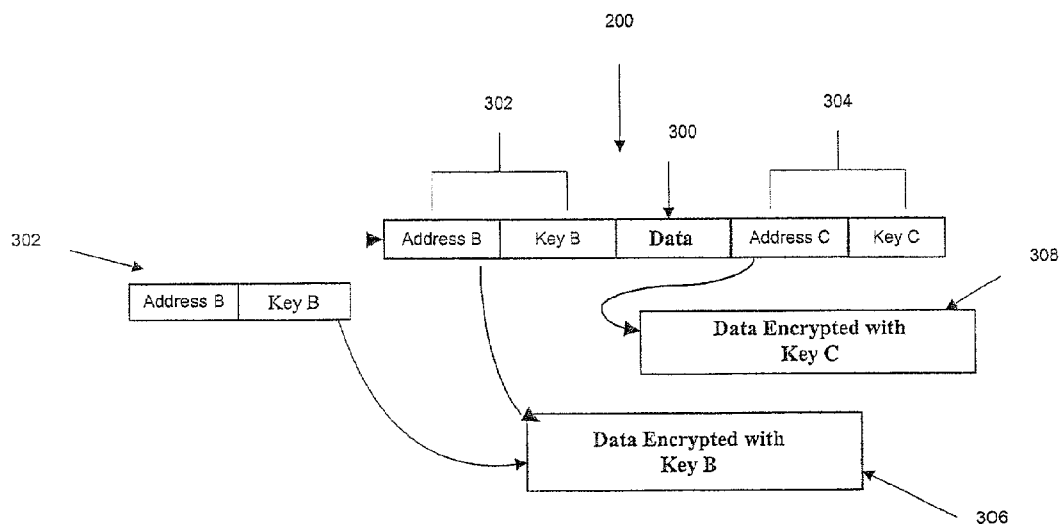 200
302
304
300
Address B Key B Data Address C Key C
302
308
Address B Key B
Data Encrypted with
Key C
Data Encrypted with
Key B
306